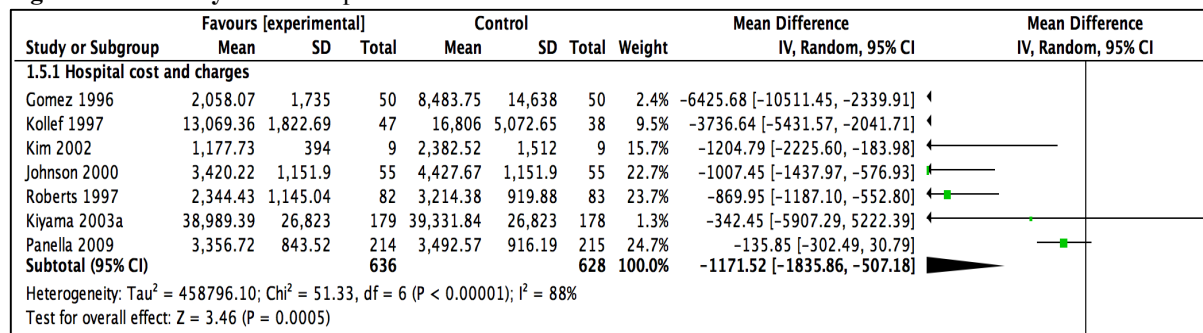 Favours [experimental] Control Mean Difference Mean Difference
Study or Subgroup Mean SD Total Mean SD Total Weight IV, Random, 95% CI IV, Random, 95% CI
1.5.1 Hospital cost and charges
Gomez 1996 2,058.07 1,735 50 8,483.75 14,638 50 2.4% -6425.68 [-10511.45, -2339.91]
Kollef 1997 13,069.36 1,822.69 47 16,806 5,072.65 38 9.5% -3736.64 [-5431.57, -2041.71]
Kim 2002 1,177.73 394 9 2,382.52 1,512 9 15.7% -1204.79 [-2225.60, -183.98]
Johnson 2000 3,420.22 1,151.9 55 4,427.67 1,151.9 55 22.7% -1007.45 [-1437.97, -576.93]
Roberts 1997 2,344.43 1,145.04 82 3,214.38 919.88 83 23.7% -869.95 [-1187.10, -552.80]
Kiyama 2003a 38,989.39 26,823 179 39,331.84 26,823 178 1.3% -342.45 [-5907.29, 5222.39]
Panella 2009 3,356.72 843.52 214 3,492.57 916.19 215 24.7% -135.85 [-302.49, 30.79]
Subtotal (95% CI) 636 628 100.0% -1171.52 [-1835.86, -507.18]
Heterogeneity: Tau² = 458796.10; Chi² = 51.33, df = 6 (P < 0.00001); I² = 88%
Test for overall effect: Z = 3.46 (P = 0.0005)